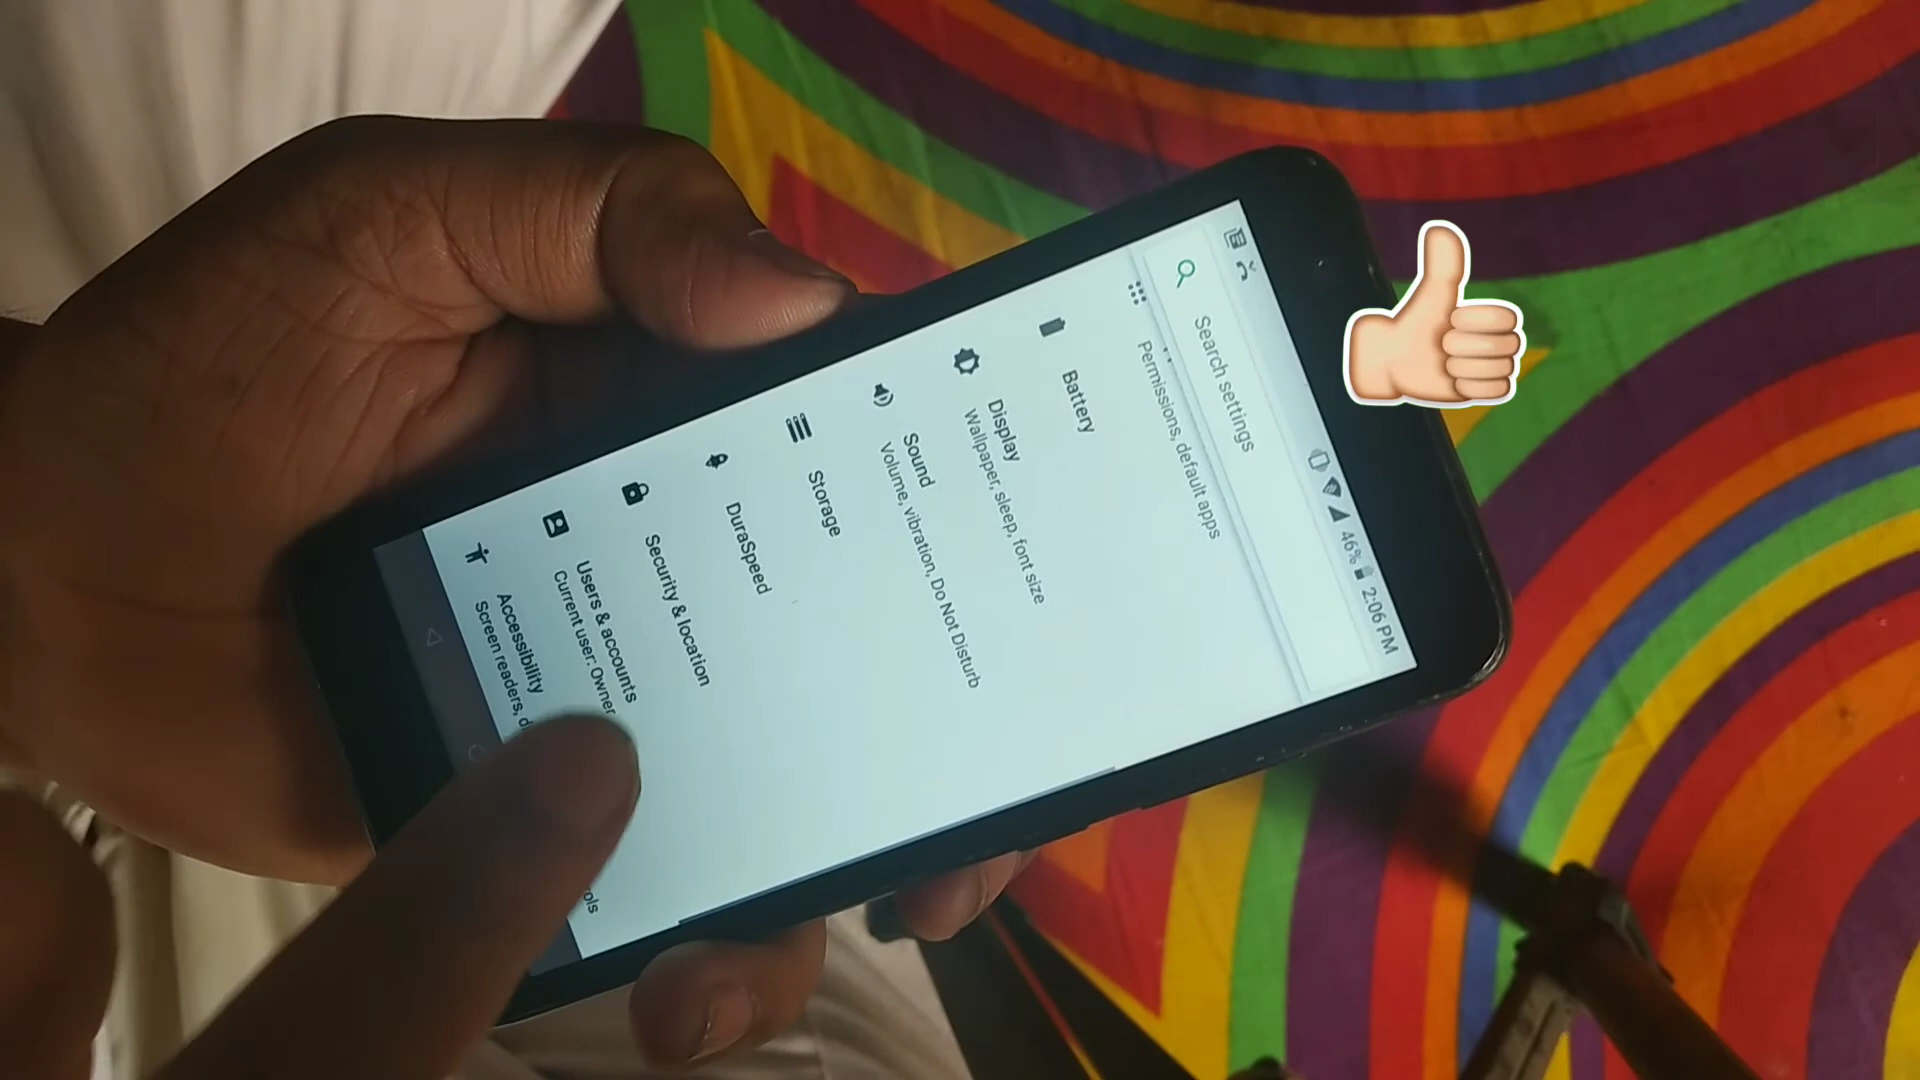 46% 2:06 PM
Search settings
Permissions, default apps
Battery
Display
Wallpaper, sleep, font size
Sound
Volume, vibration, Do Not Disturb
Storage
DuraSpeed
Security & location
Users & accounts
Current user: Owner
Accessibility
Screen readers, d
ols